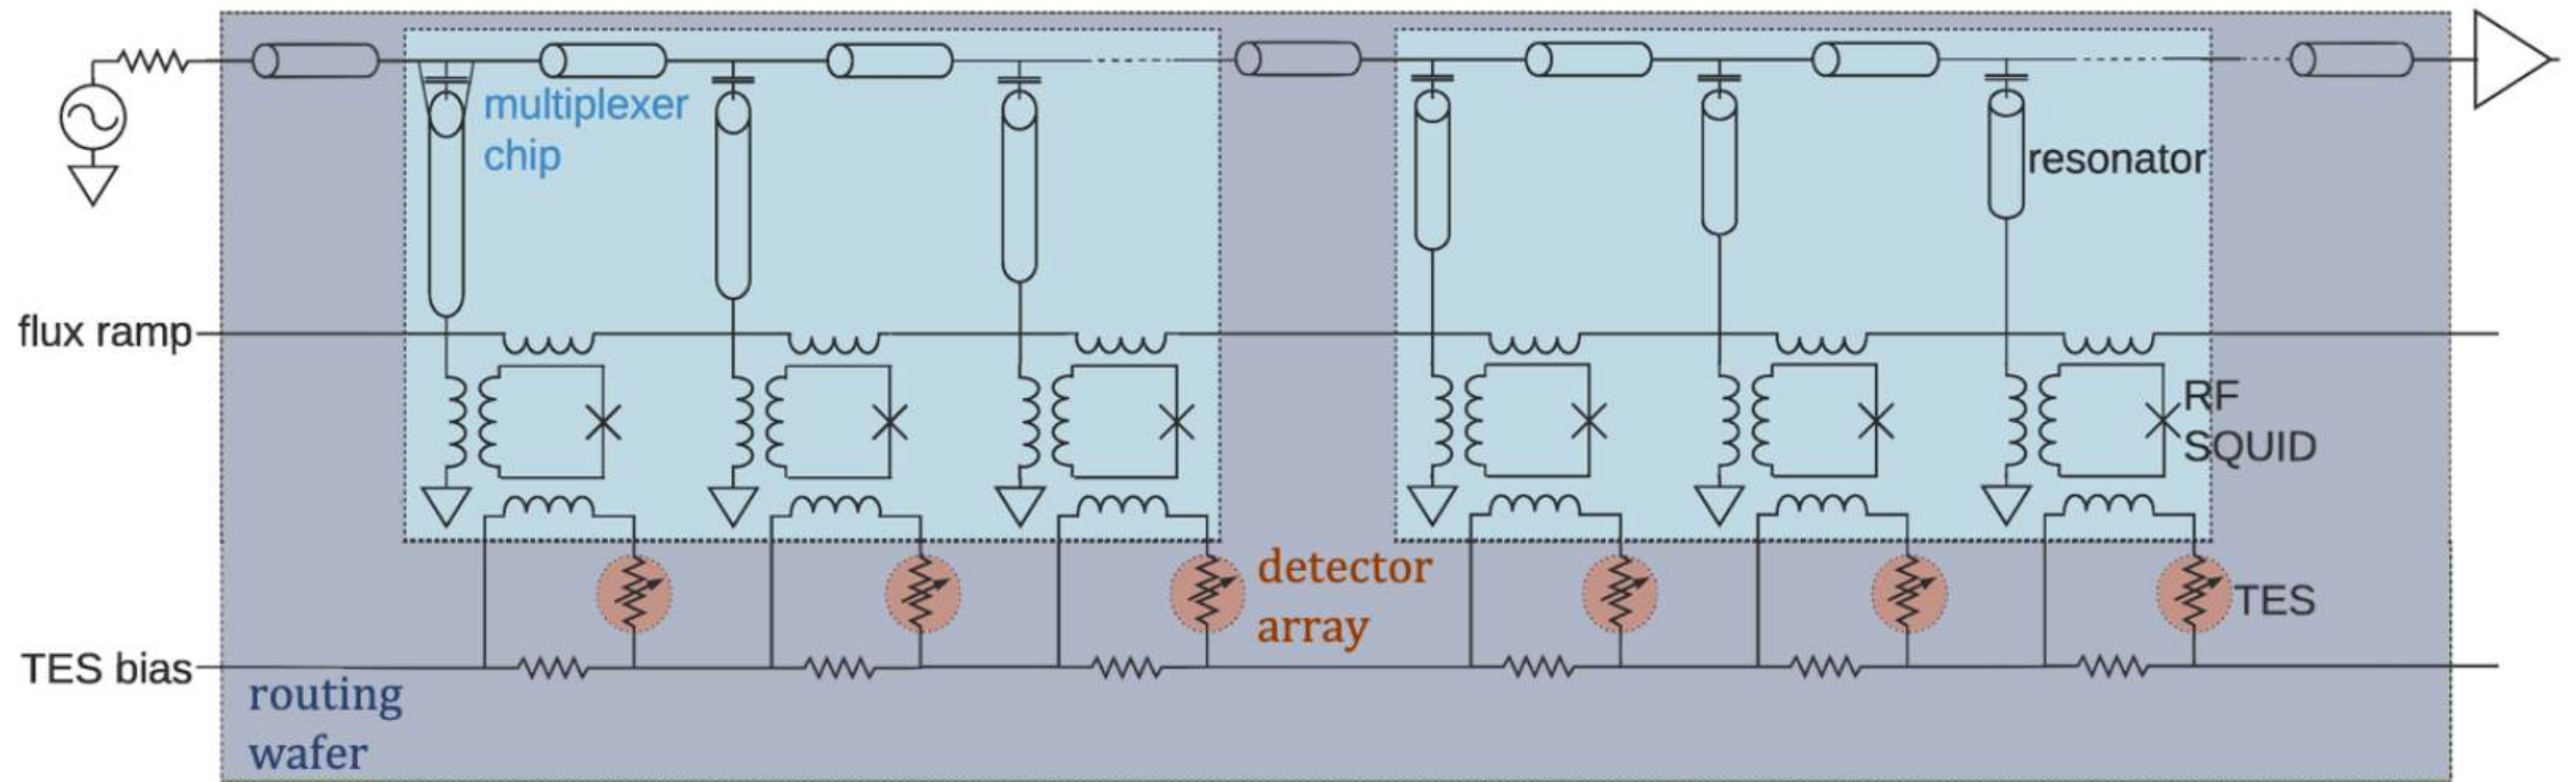 multiplexer
chip
resonator
flux ramp
RF
SQUID
detector
array
TES
TES bias
routing
wafer